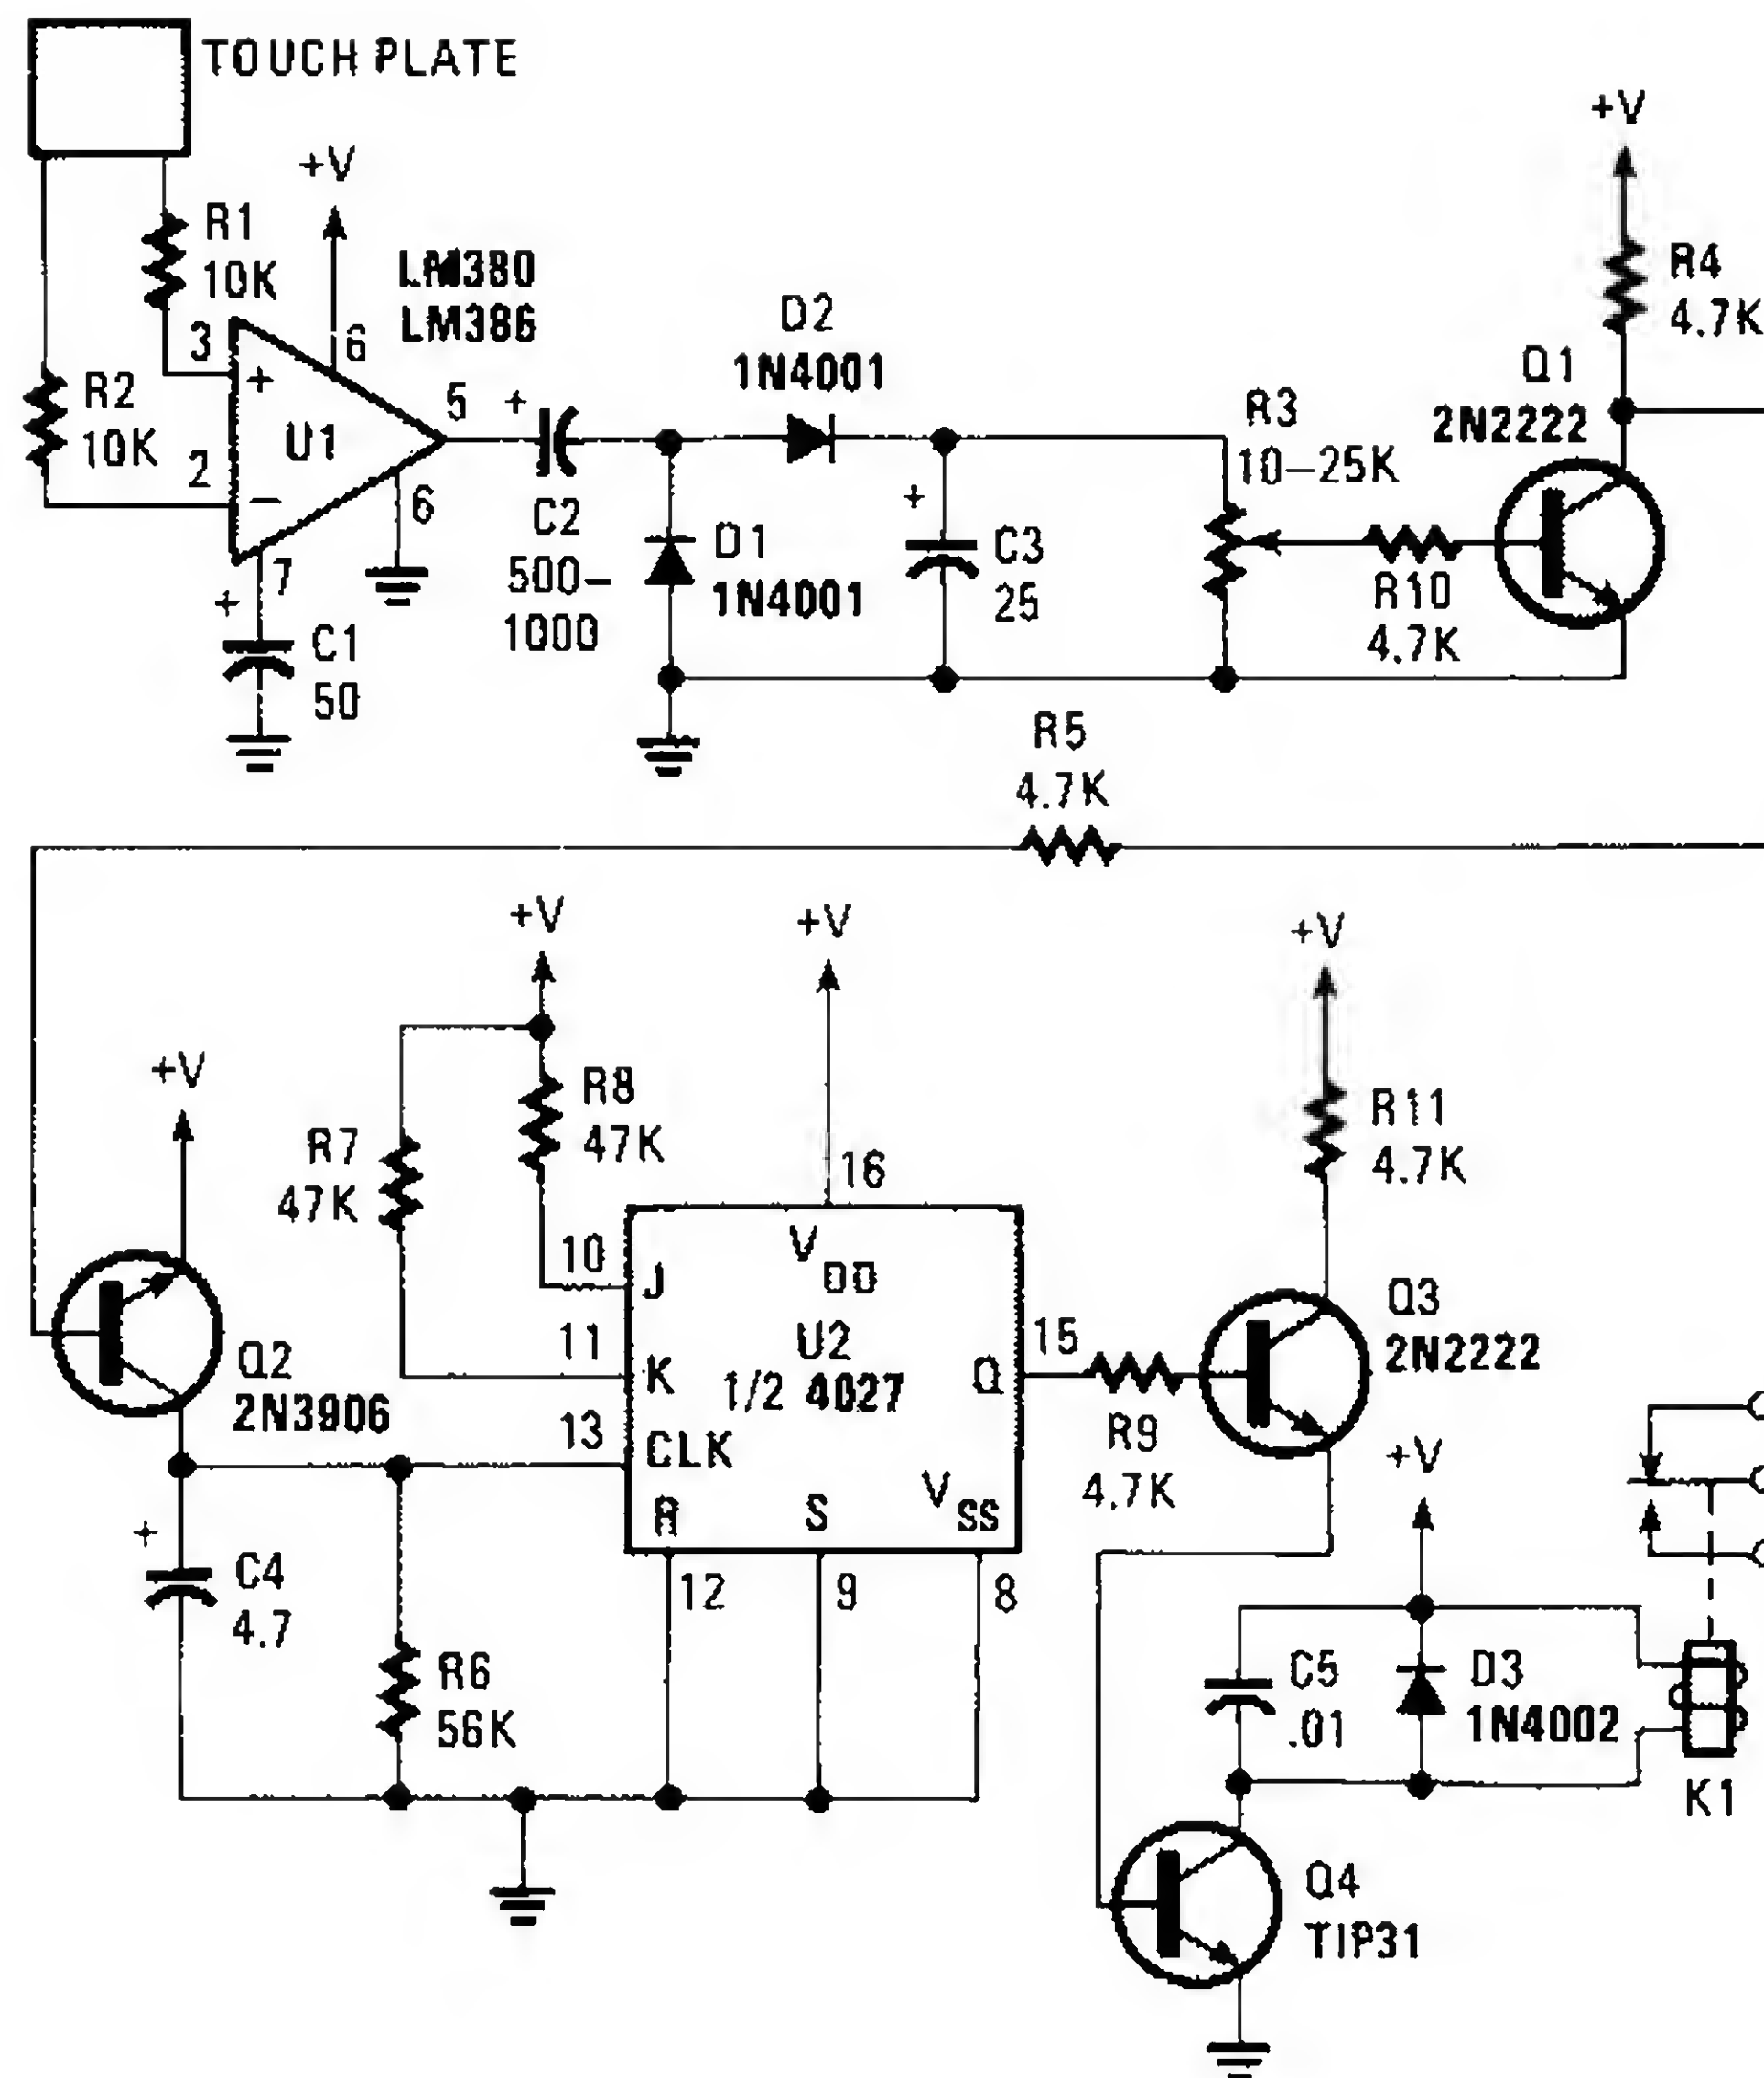 TOUCH PLATE
+V
R1
10K
LM380
LM386
3
6
+
R2
10K
U1
5
2
−
6
7
+
C1
50
+
C2
500–
1000
D2
1N4001
D1
1N4001
+
C3
25
R3
10–25K
R10
4.7K
+V
R4
4.7K
Q1
2N2222
R5
4.7K
+V
+V
+V
+V
R8
47K
R7
47K
R11
4.7K
16
VDD
10
J
11
K
13
CLK
U2
1/2 4027
Q
15
R
S
VSS
12
9
8
Q2
2N3906
+
C4
4.7
R6
56K
R9
4.7K
Q3
2N2222
+V
C5
.01
D3
1N4002
K1
Q4
TIP31